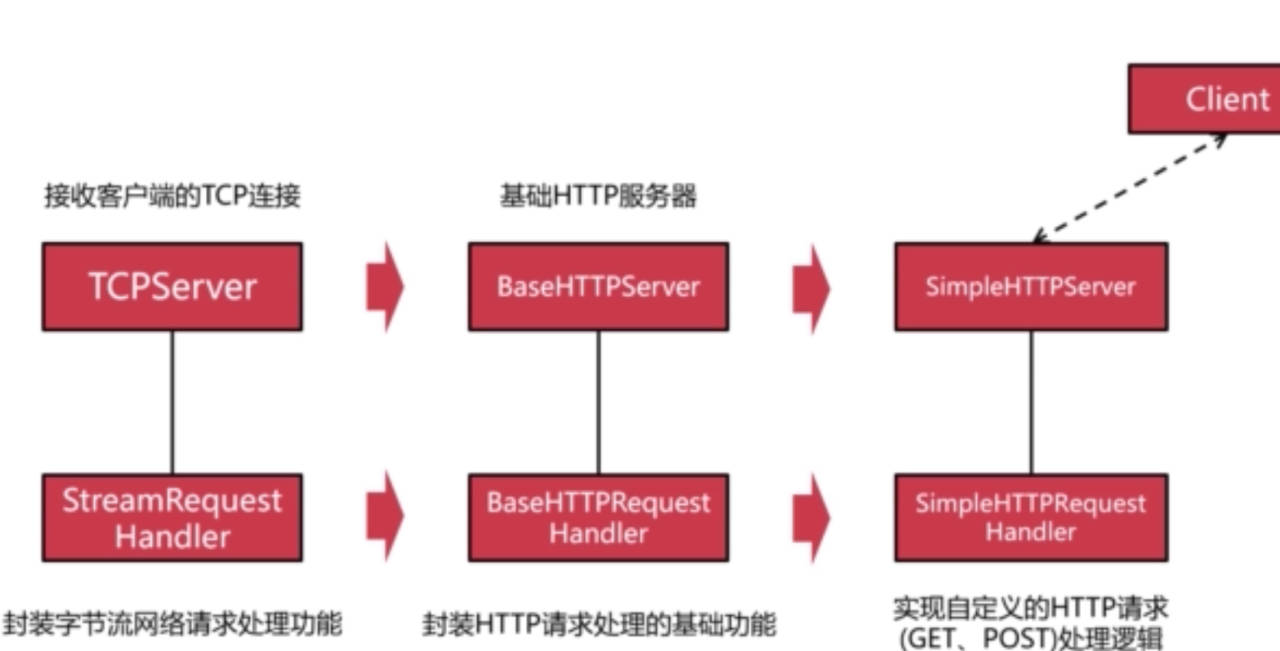 Client
接收客户端的TCP连接
基础HTTP服务器
TCPServer
BaseHTTPServer
SimpleHTTPServer
StreamRequest
Handler
BaseHTTPRequest
Handler
SimpleHTTPRequest
Handler
封装字节流网络请求处理功能
封装HTTP请求处理的基础功能
实现自定义的HTTP请求
(GET、POST)处理逻辑